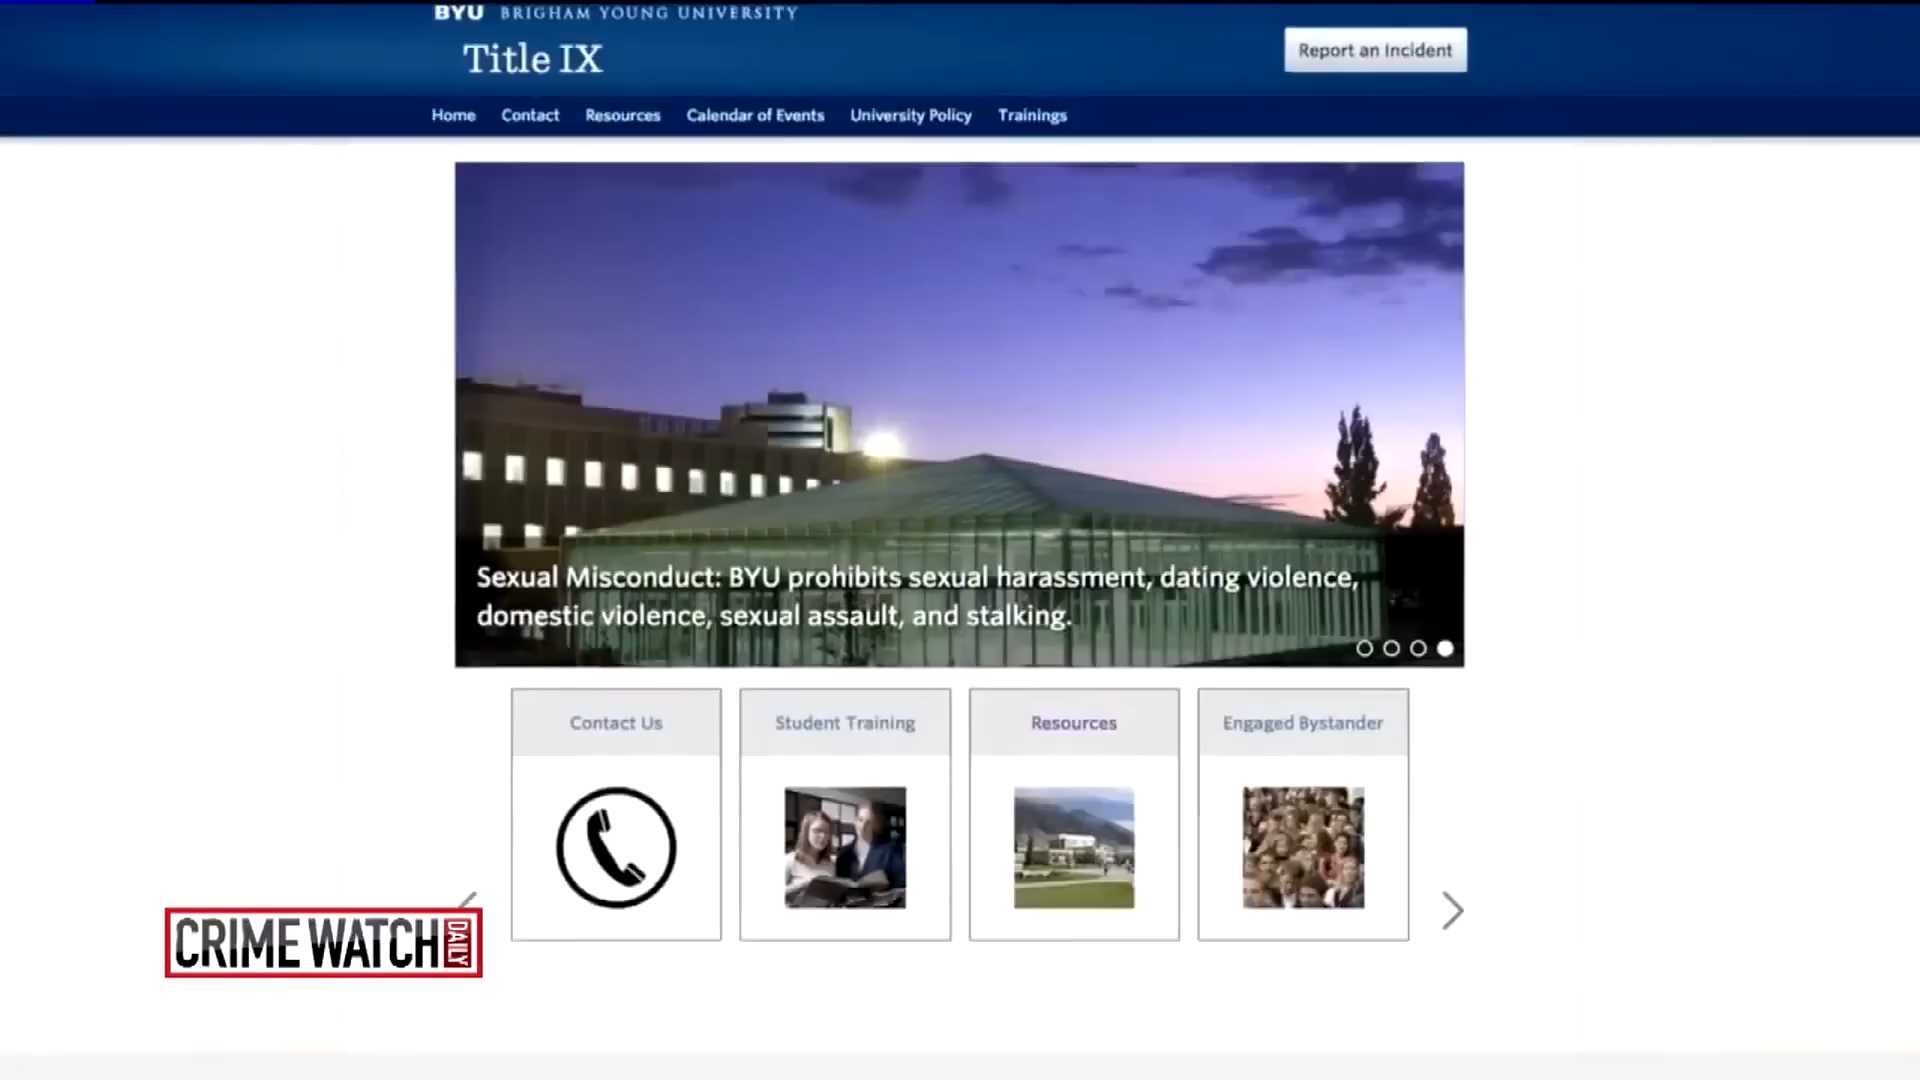 BYU BRIGHAM YOUNG UNIVERSITY
Title IX
Report an Incident
Home Contact Resources Calendar of Events University Policy Trainings
Sexual Misconduct: BYU prohibits sexual harassment, dating violence,
domestic violence, sexual assault, and stalking.
Contact Us Student Training Resources Engaged Bystander
CRIME WATCH DAILY